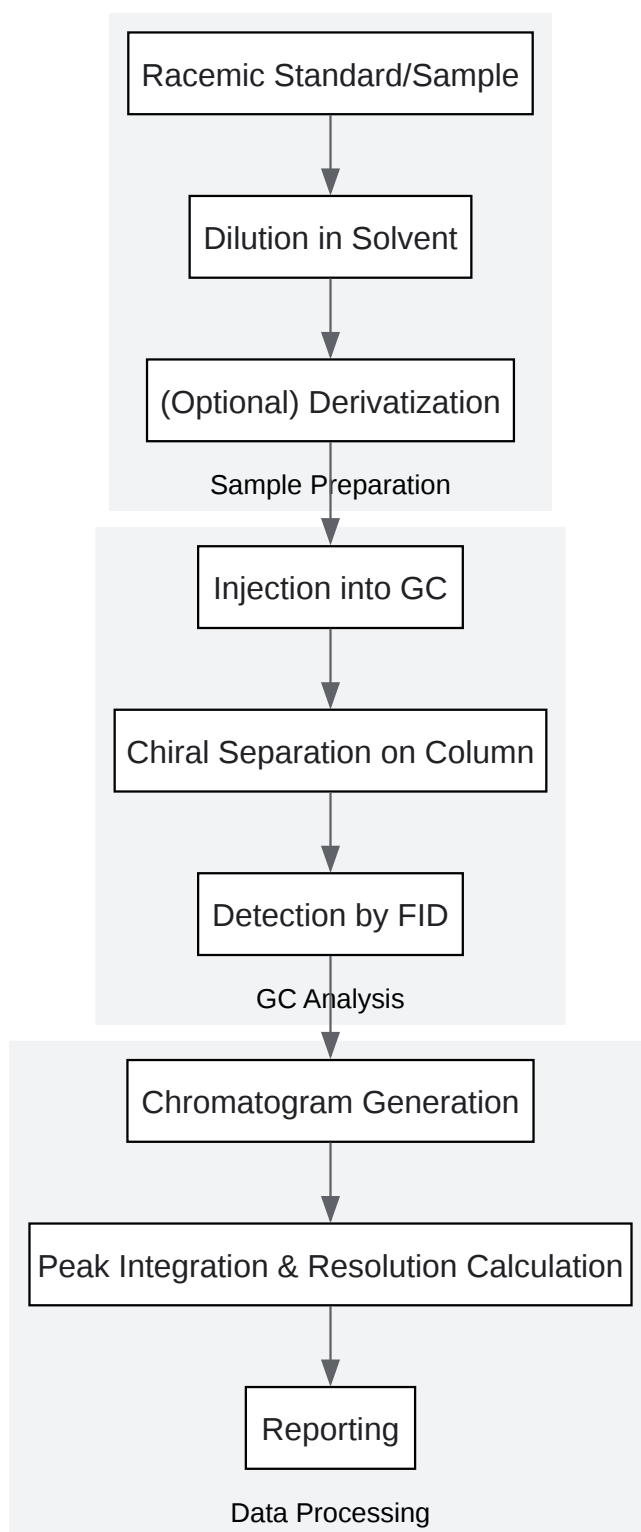 Racemic Standard/Sample
Dilution in Solvent
(Optional) Derivatization
Sample Preparation
Injection into GC
Chiral Separation on Column
Detection by FID
GC Analysis
Chromatogram Generation
Peak Integration & Resolution Calculation
Reporting
Data Processing